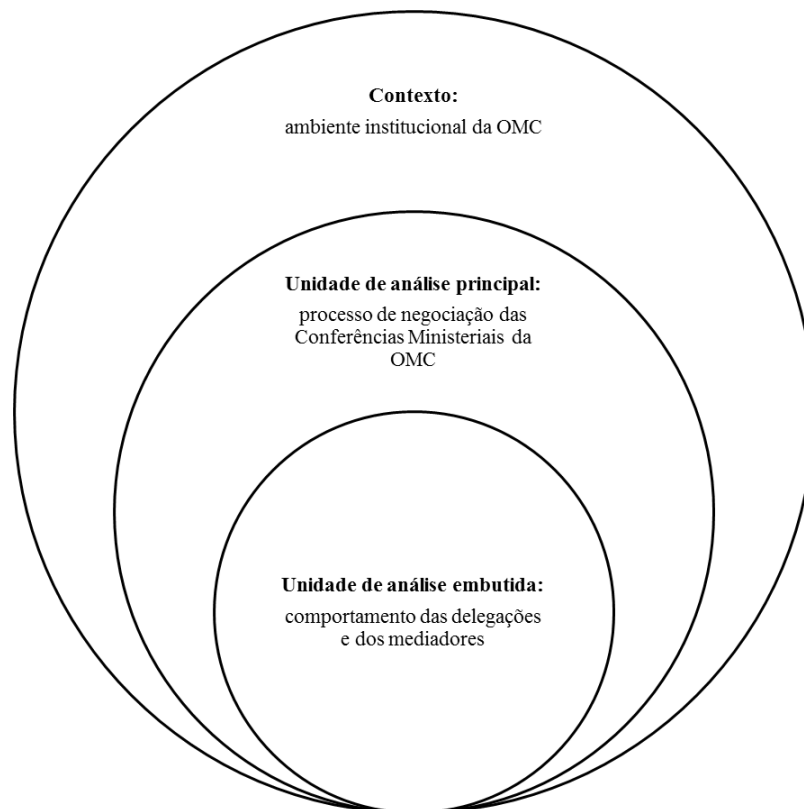 Contexto:
ambiente institucional da OMC
Unidade de análise principal:
processo de negociação das
Conferências Ministeriais da
OMC
Unidade de análise embutida:
comportamento das delegações
e dos mediadores